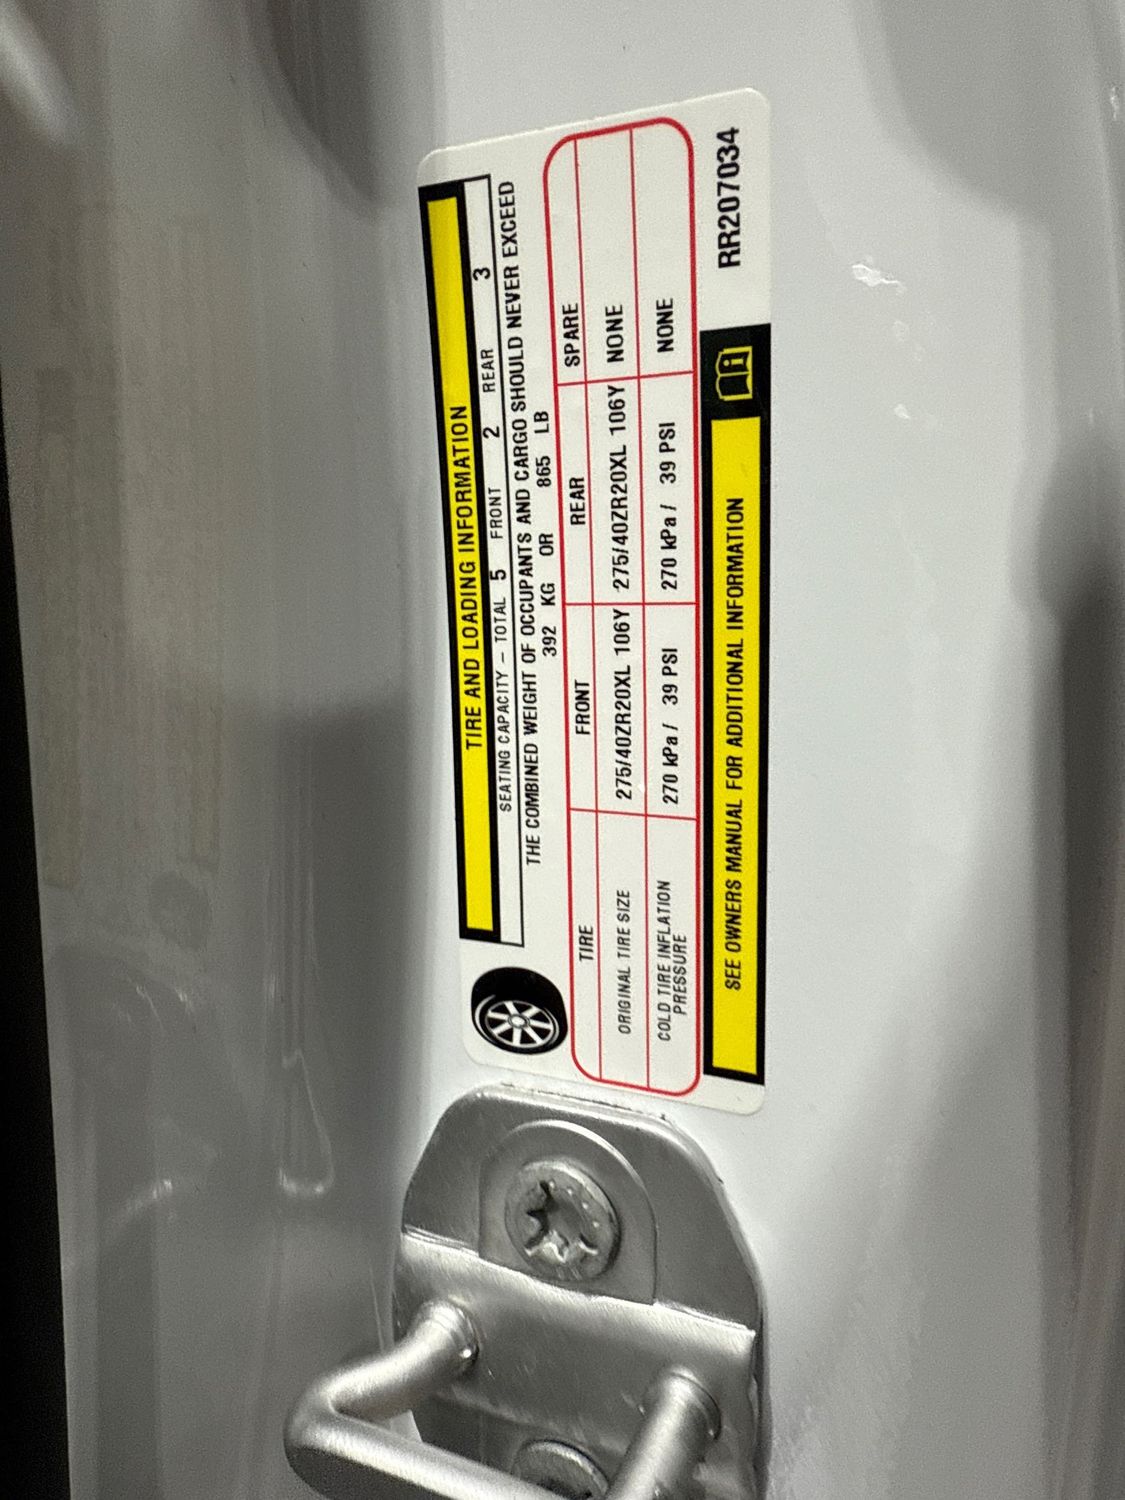 TIRE AND LOADING INFORMATION
SEATING CAPACITY – TOTAL 5 FRONT 2 REAR 3
THE COMBINED WEIGHT OF OCCUPANTS AND CARGO SHOULD NEVER EXCEED
392 KG OR 865 LB
TIRE FRONT REAR SPARE
ORIGINAL TIRE SIZE 275/40ZR20XL 106Y 275/40ZR20XL 106Y NONE
COLD TIRE INFLATION
PRESSURE 270 kPa / 39 PSI 270 kPa / 39 PSI NONE
SEE OWNERS MANUAL FOR ADDITIONAL INFORMATION
RR207034